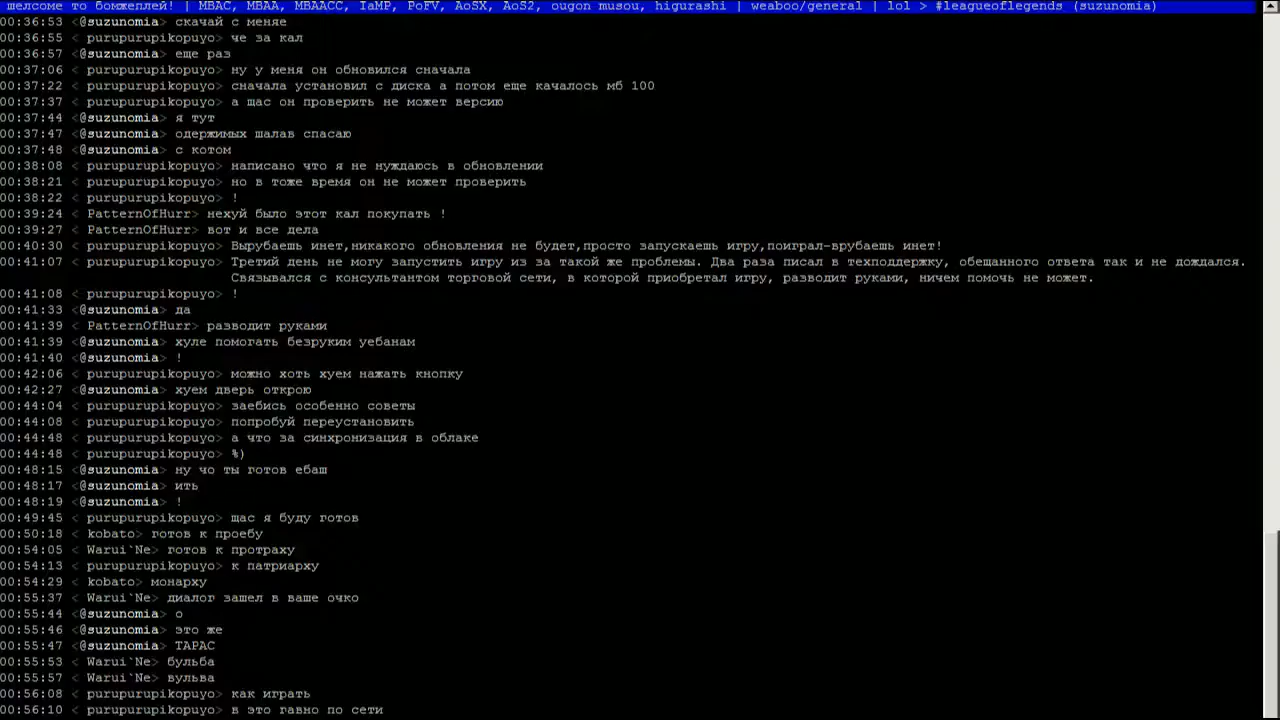 шелсоме то бомжеплей! | MBAC, MBAA, MBAACC, IaMP, PoFV, AoSX, AoS2, ougon musou, higurashi | weaboo/general | lol > #leagueoflegends (suzunomia)
00:36:53 <@suzunomia> скачай с меняе
00:36:55 < purupurupikopuyo> че за кал
00:36:57 <@suzunomia> еще раз
00:37:06 < purupurupikopuyo> ну у меня он обновился сначала
00:37:22 < purupurupikopuyo> сначала установил с диска а потом еще качалось мб 100
00:37:37 < purupurupikopuyo> а щас он проверить не может версию
00:37:44 <@suzunomia> я тут
00:37:47 <@suzunomia> одержимых шалав спасаю
00:37:48 <@suzunomia> с котом
00:38:08 < purupurupikopuyo> написано что я не нуждаюсь в обновлении
00:38:21 < purupurupikopuyo> но в тоже время он не может проверить
00:38:22 < purupurupikopuyo> !
00:39:24 < PatternOfHurr> нехуй было этот кал покупать !
00:39:27 < PatternOfHurr> вот и все дела
00:40:30 < purupurupikopuyo> Вырубаешь инет,никакого обновления не будет,просто запускаешь игру,поиграл-врубаешь инет!
00:41:07 < purupurupikopuyo> Третий день не могу запустить игру из за такой же проблемы. Два раза писал в техподдержку, обещанного ответа так и не дождался.
Связывался с консультантом торговой сети, в которой приобретал игру, разводит руками, ничем помочь не может.
00:41:08 < purupurupikopuyo> !
00:41:33 <@suzunomia> да
00:41:39 < PatternOfHurr> разводит руками
00:41:39 <@suzunomia> хуле помогать безруким уебанам
00:41:40 <@suzunomia> !
00:42:06 < purupurupikopuyo> можно хоть хуем нажать кнопку
00:42:27 <@suzunomia> хуем дверь открою
00:44:04 < purupurupikopuyo> заебись особенно советы
00:44:08 < purupurupikopuyo> попробуй переустановить
00:44:48 < purupurupikopuyo> а что за синхронизация в облаке
00:44:48 < purupurupikopuyo> %)
00:48:15 <@suzunomia> ну чо ты готов ебаш
00:48:17 <@suzunomia> ить
00:48:19 <@suzunomia> !
00:49:45 < purupurupikopuyo> щас я буду готов
00:50:18 < kobato> готов к проебу
00:54:05 < Warui`Ne> готов к протраху
00:54:13 < purupurupikopuyo> к патриарху
00:54:29 < kobato> монарху
00:55:37 < Warui`Ne> диалог зашел в ваше очко
00:55:44 <@suzunomia> о
00:55:46 <@suzunomia> это же
00:55:47 <@suzunomia> ТАРАС
00:55:53 < Warui`Ne> бульба
00:55:57 < Warui`Ne> вульва
00:56:08 < purupurupikopuyo> как играть
00:56:10 < purupurupikopuyo> в это гавно по сети